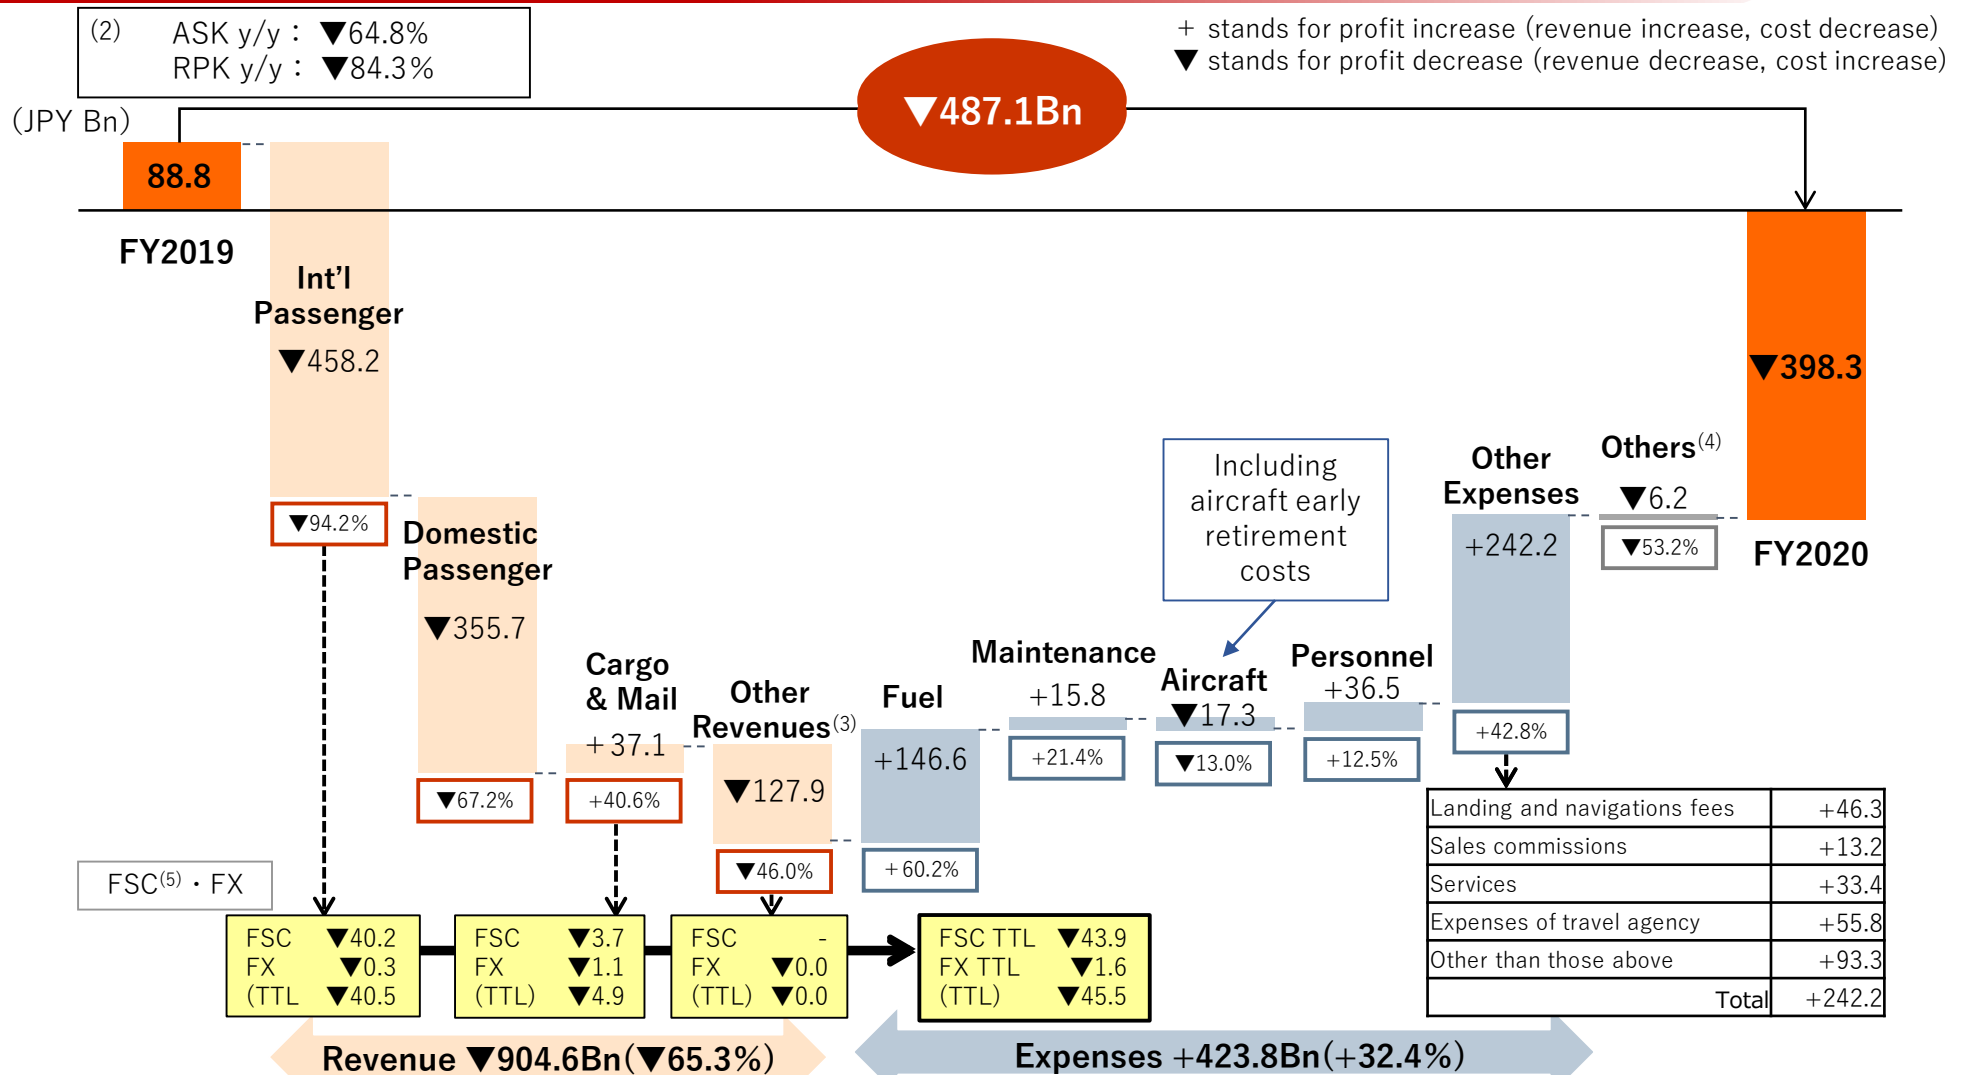 (2) ASK y/y： ▼64.8%
RPK y/y： ▼84.3%
+ stands for profit increase (revenue increase, cost decrease)
▼ stands for profit decrease (revenue decrease, cost increase)
(JPY Bn)
▼487.1Bn
88.8
FY2019
Int'l
Passenger
▼458.2
▼94.2%
Domestic
Passenger
▼355.7
▼67.2%
Cargo
& Mail
+37.1
+40.6%
Other
Revenues(3)
▼127.9
▼46.0%
Fuel
+146.6
+60.2%
Maintenance
+15.8
+21.4%
Including
aircraft early
retirement
costs
Aircraft
▼17.3
▼13.0%
Personnel
+36.5
+12.5%
Other
Expenses
+242.2
+42.8%
Others(4)
▼6.2
▼53.2%
▼398.3
FY2020
Landing and navigations fees +46.3
Sales commissions +13.2
Services +33.4
Expenses of travel agency +55.8
Other than those above +93.3
Total +242.2
FSC(5)・FX
FSC ▼40.2
FX ▼0.3
(TTL ▼40.5
FSC ▼3.7
FX ▼1.1
(TTL) ▼4.9
FSC -
FX ▼0.0
(TTL) ▼0.0
FSC TTL ▼43.9
FX TTL ▼1.6
(TTL) ▼45.5
Revenue ▼904.6Bn(▼65.3%)
Expenses +423.8Bn(+32.4%)